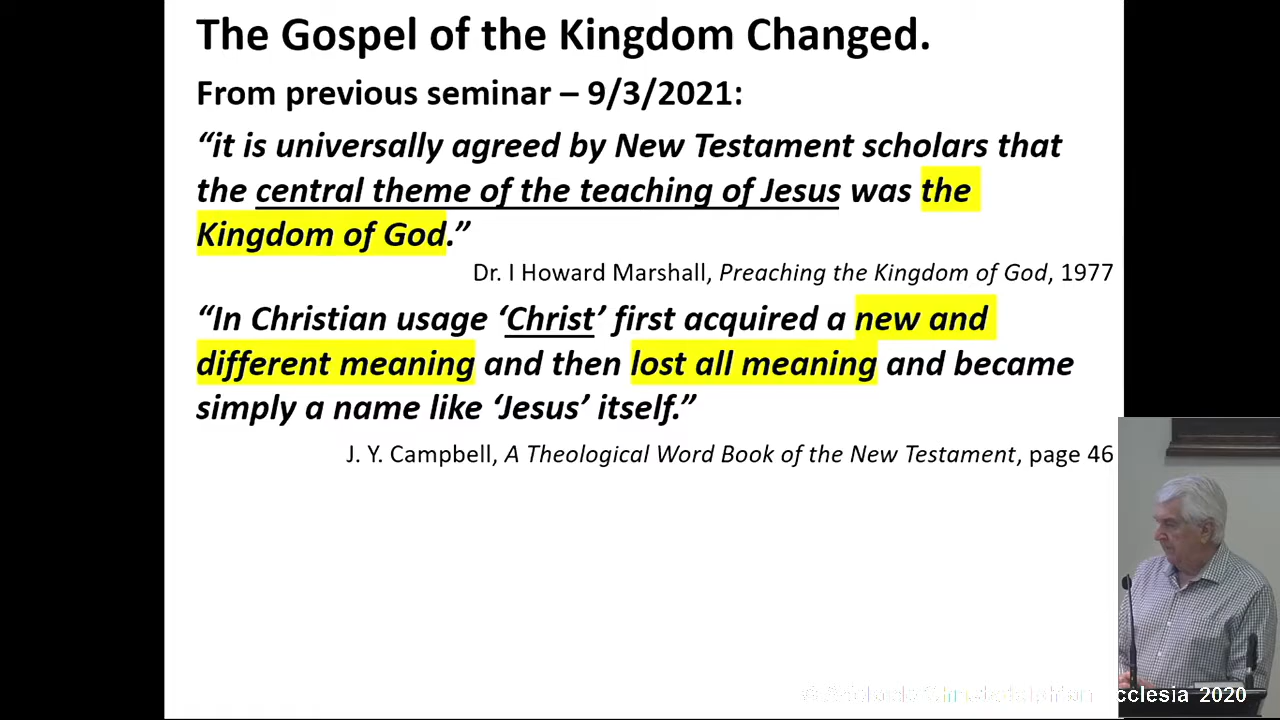 The Gospel of the Kingdom Changed.
From previous seminar – 9/3/2021:
“it is universally agreed by New Testament scholars that
the central theme of the teaching of Jesus was the
Kingdom of God.”
Dr. I Howard Marshall, Preaching the Kingdom of God, 1977
“In Christian usage ‘Christ’ first acquired a new and
different meaning and then lost all meaning and became
simply a name like ‘Jesus’ itself.”
J. Y. Campbell, A Theological Word Book of the New Testament, page 46
2020